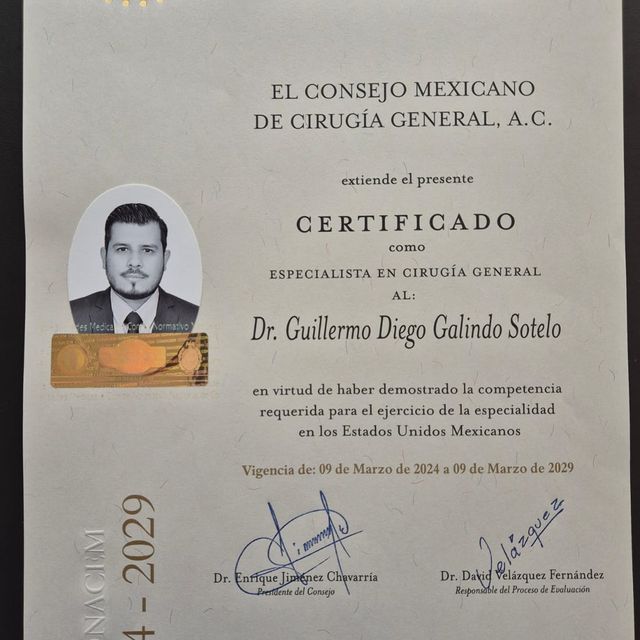 EL CONSEJO MEXICANO
DE CIRUGÍA GENERAL, A.C.
extiende el presente
CERTIFICADO
como
ESPECIALISTA EN CIRUGÍA GENERAL
AL:
Dr. Guillermo Diego Galindo Sotelo
en virtud de haber demostrado la competencia
requerida para el ejercicio de la especialidad
en los Estados Unidos Mexicanos
Vigencia de: 09 de Marzo de 2024 a 09 de Marzo de 2029
Velázquez
Dr. Enrique Jiménez Chavarría
Presidente del Consejo
Dr. David Velázquez Fernández
Responsable del Proceso de Evaluación
Normativo
4 - 2029
NACEM